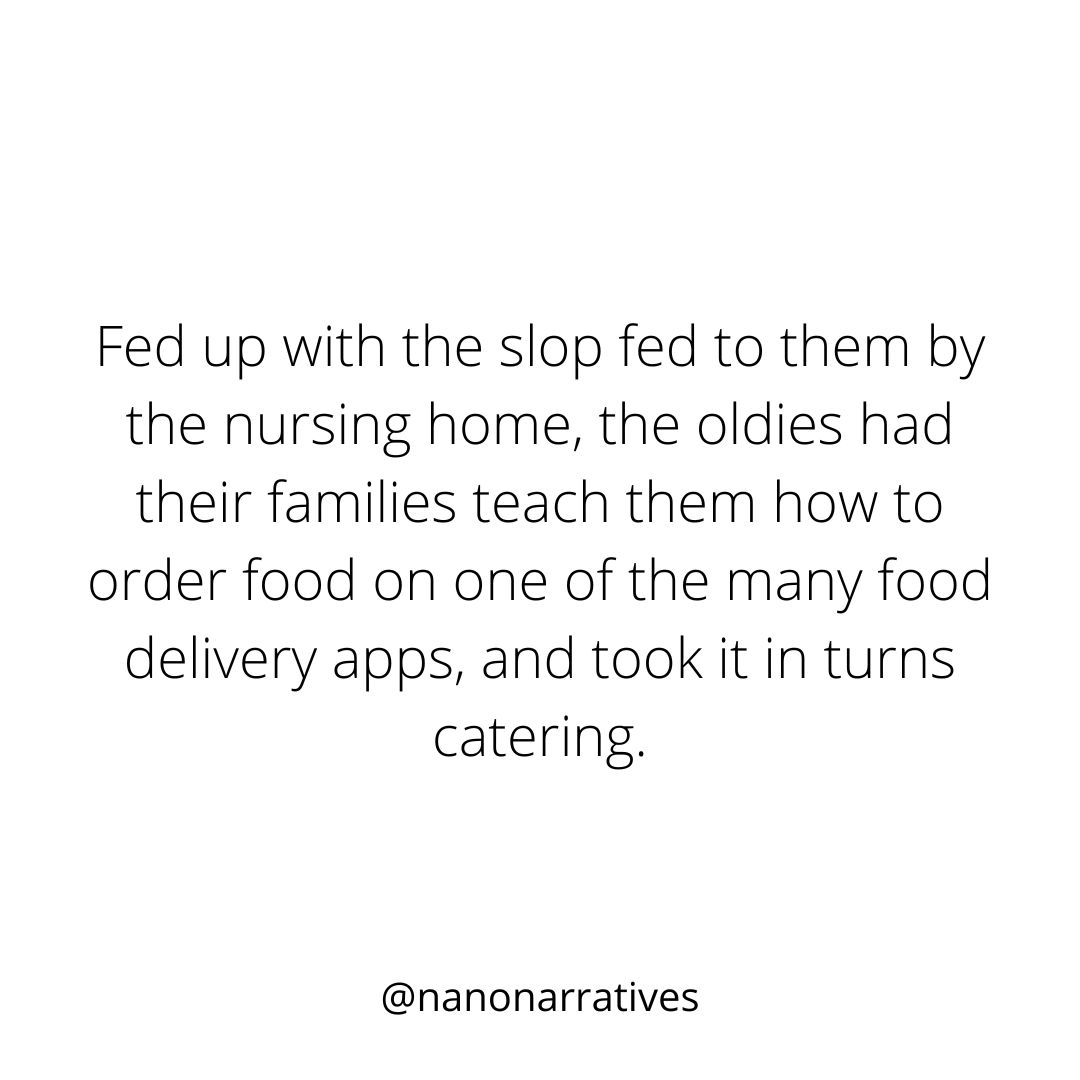 Fed up with the slop fed to them by
the nursing home, the oldies had
their families teach them how to
order food on one of the many food
delivery apps, and took it in turns
catering.
@nanonarratives